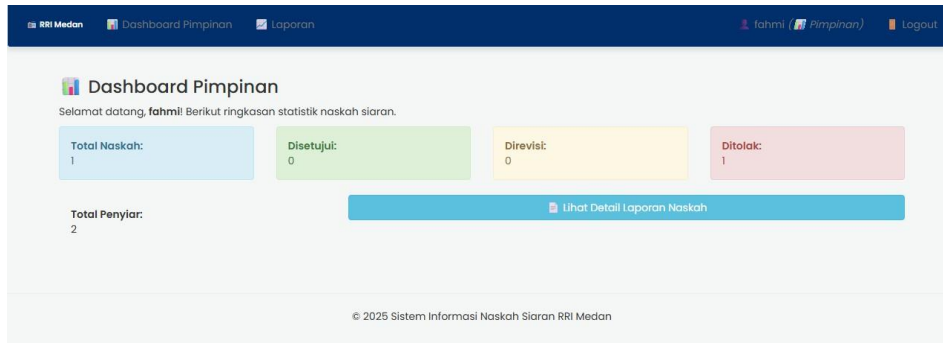 RRI Medan Dashboard Pimpinan Laporan fahmi (Pimpinan) Logout
Dashboard Pimpinan
Selamat datang, fahmi! Berikut ringkasan statistik naskah siaran.
Total Naskah:
1
Disetujui:
0
Direvisi:
0
Ditolak:
1
Total Penyiar:
2
Lihat Detail Laporan Naskah
© 2025 Sistem Informasi Naskah Siaran RRI Medan